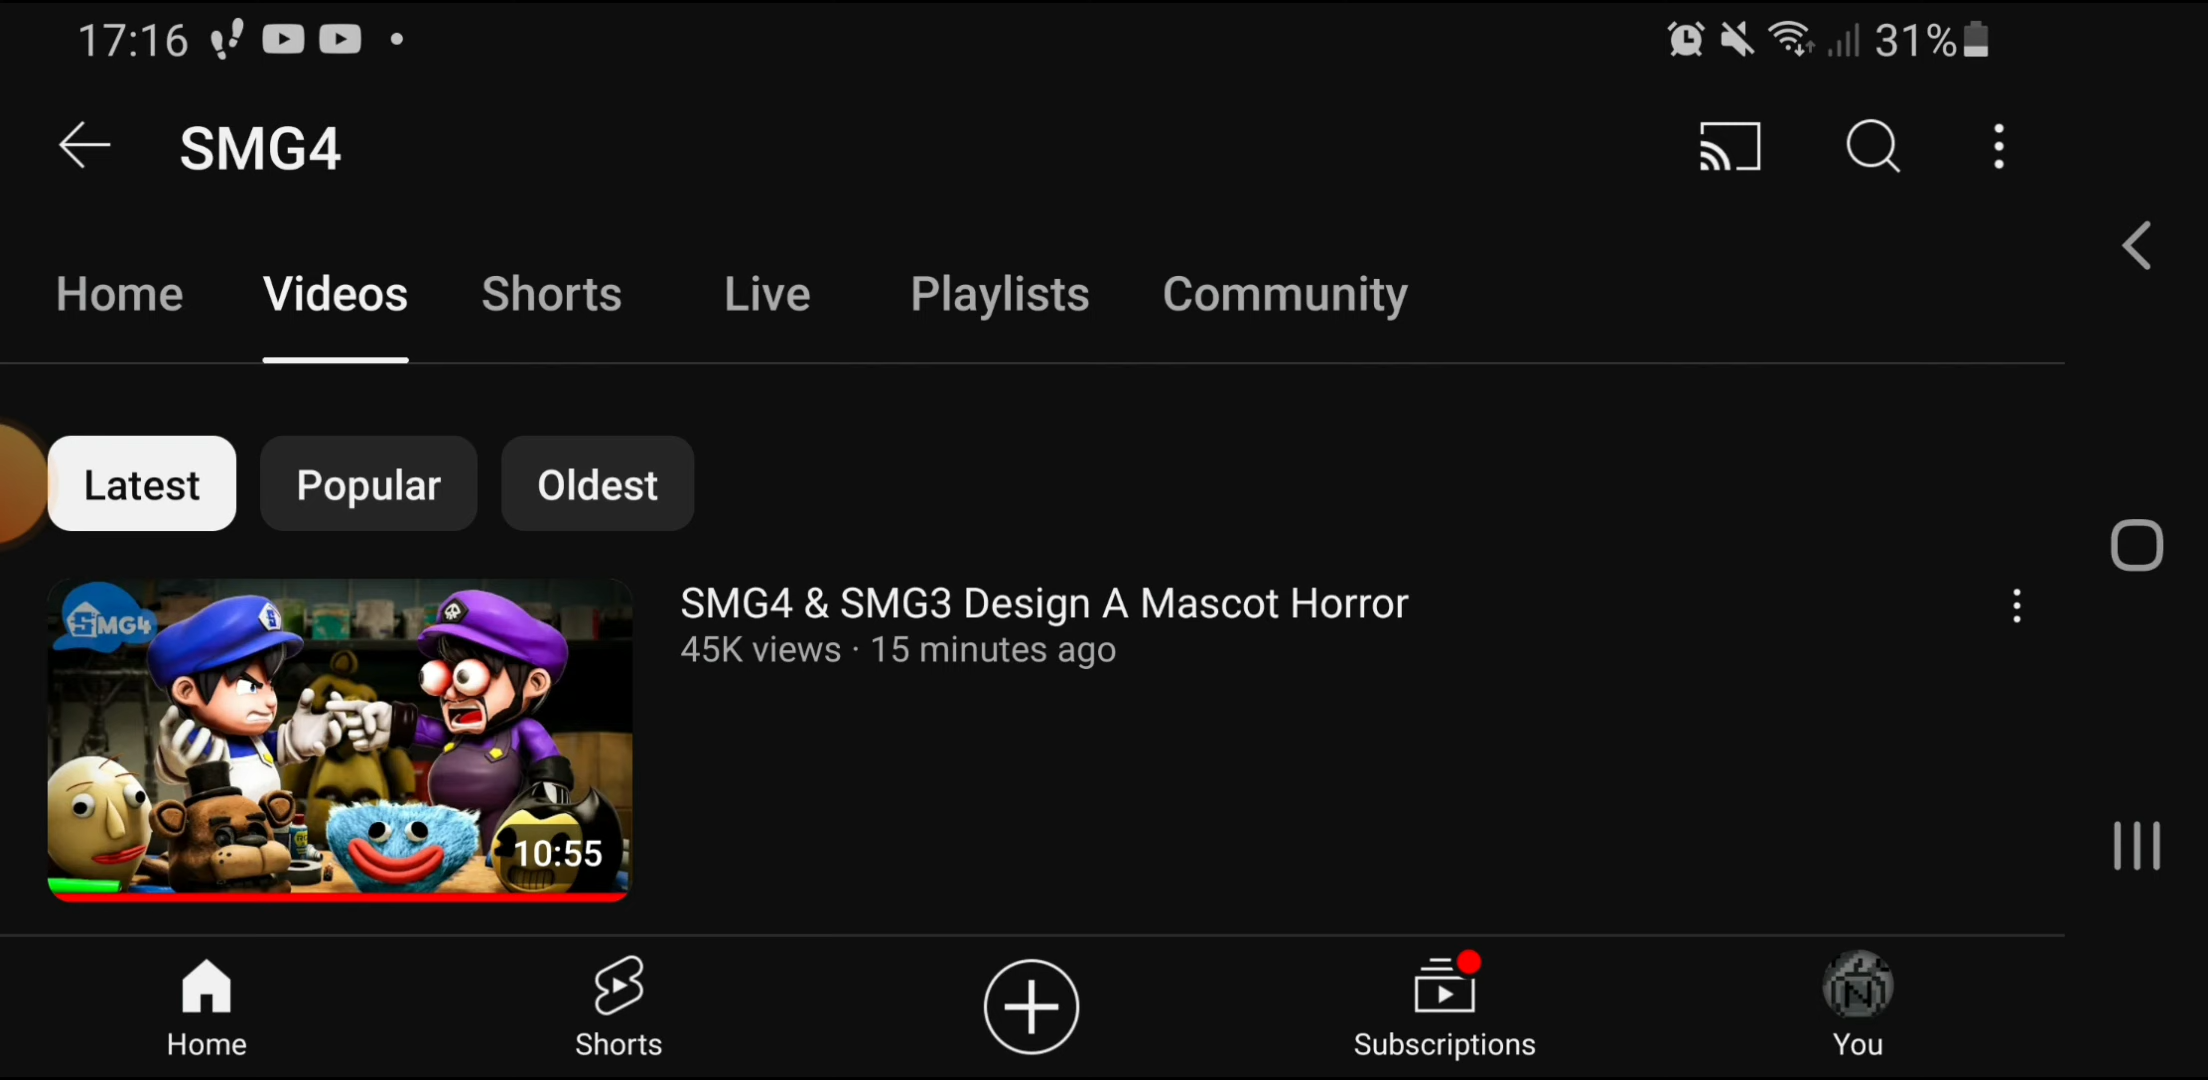 17:16
31%
SMG4
Home Videos Shorts Live Playlists Community
Latest Popular Oldest
SMG4
SMG4 & SMG3 Design A Mascot Horror
45K views · 15 minutes ago
10:55
Home Shorts Subscriptions You